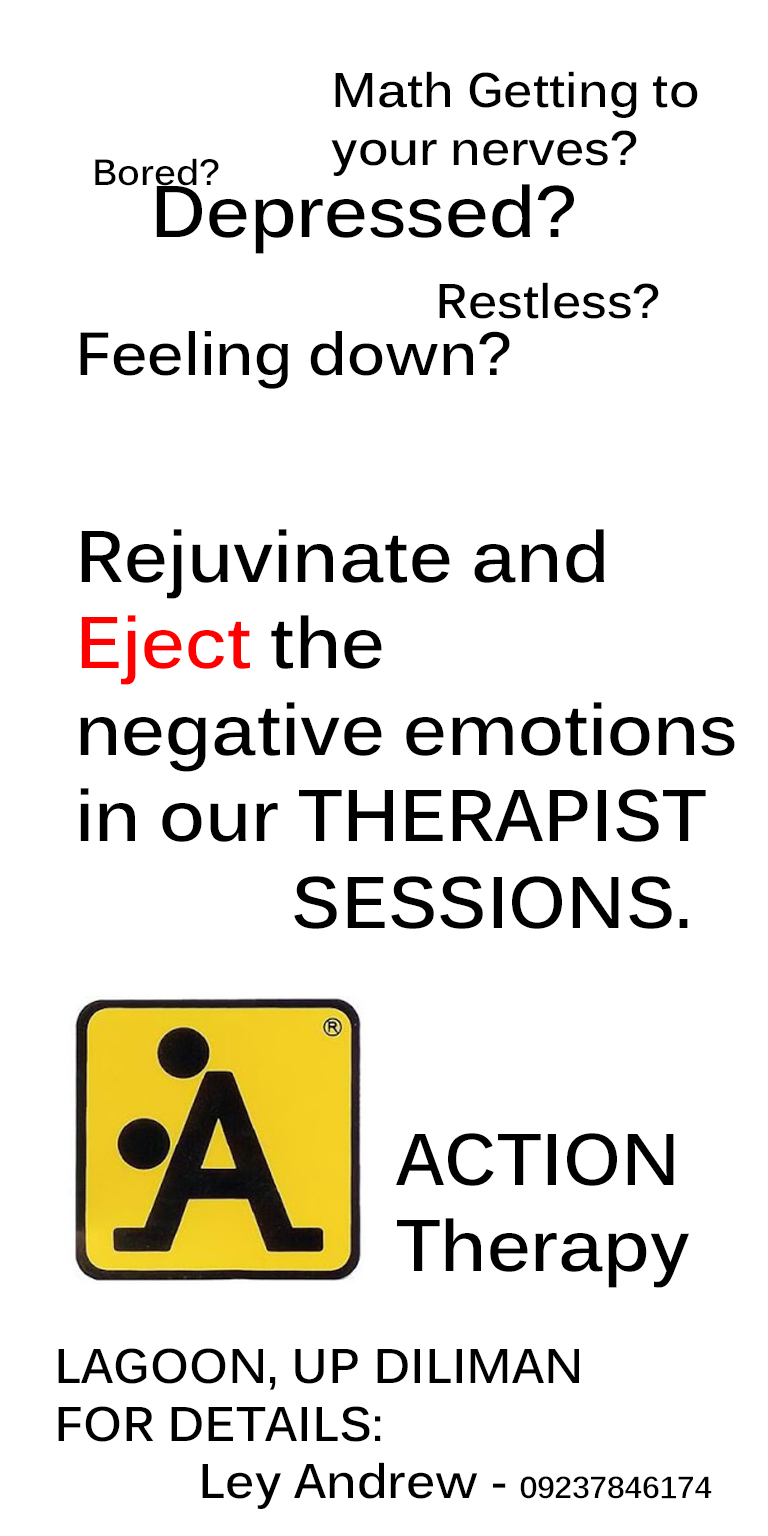 Math Getting to
your nerves?
Bored?
Depressed?
Restless?
Feeling down?
Rejuvinate and
Eject the
negative emotions
in our THERAPIST
SESSIONS.
®
A
ACTION
Therapy
LAGOON, UP DILIMAN
FOR DETAILS:
Ley Andrew - 09237846174